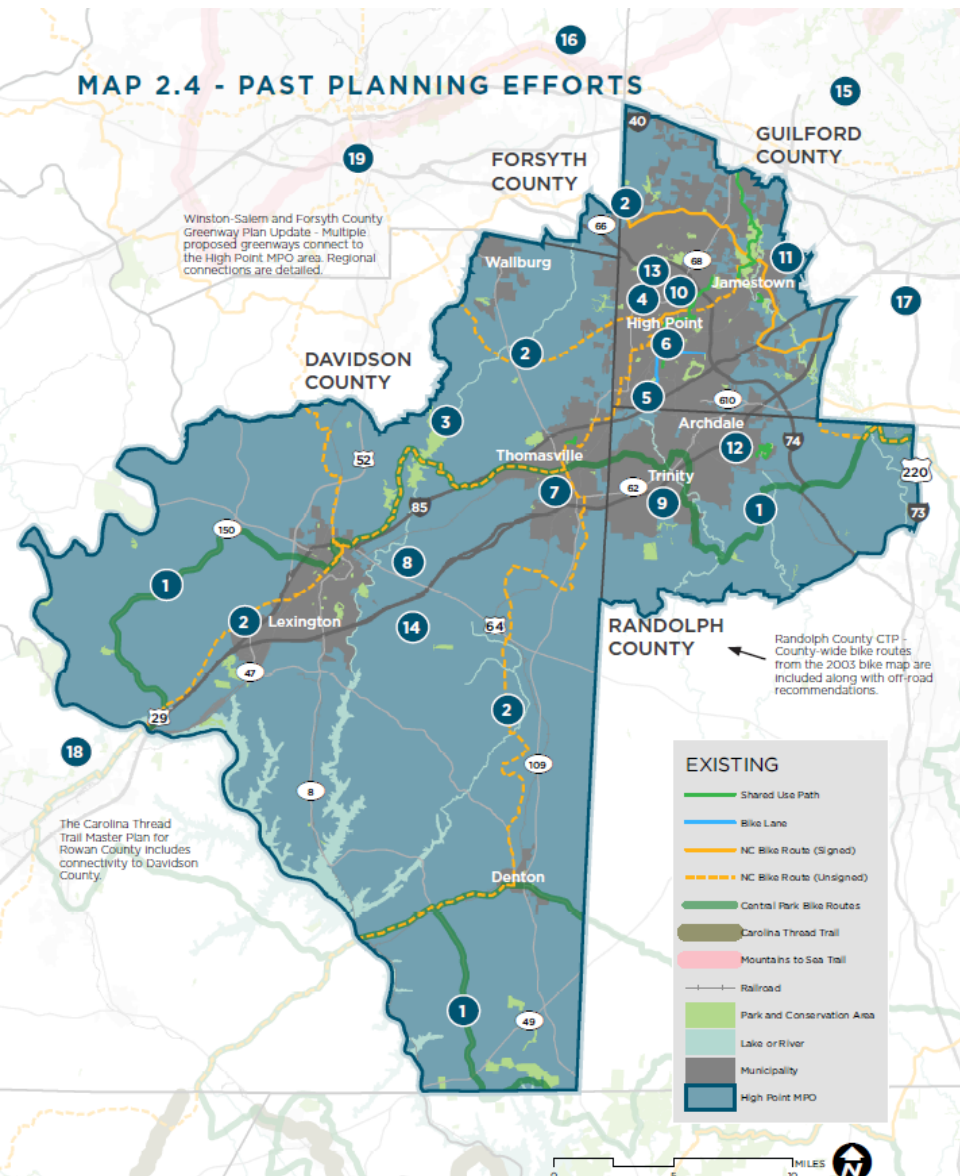 16
MAP 2.4 - PAST PLANNING EFFORTS
15
40
GUILFORD
COUNTY
19
FORSYTH
COUNTY
2
Winston-Salem and Forsyth County
Greenway Plan Update - Multiple
proposed greenways connect to
the High Point MPO area. Regional
connections are detailed.
66
Wallburg
68
11
13
Jamestown
4
10
17
High Point
6
DAVIDSON
COUNTY
2
5
610
3
Archdale
74
12
52
Thomasville
220
Trinity
62
7
85
9
1
73
150
8
1
2
Lexington
14
64
RANDOLPH
COUNTY
Randolph County CTP -
County-wide bike routes
from the 2003 bike map are
included along with off-road
recommendations.
47
29
2
18
109
8
EXISTING
Shared Use Path
Bike Lane
NC Bike Route (Signed)
NC Bike Route (Unsigned)
Central Park Bike Routes
Carolina Thread Trail
Mountains to Sea Trail
Railroad
Park and Conservation Area
Lake or River
Municipality
High Point MPO
The Carolina Thread
Trail Master Plan for
Rowan County includes
connectivity to Davidson
County.
Denton
1
49
MILES
0 5 10